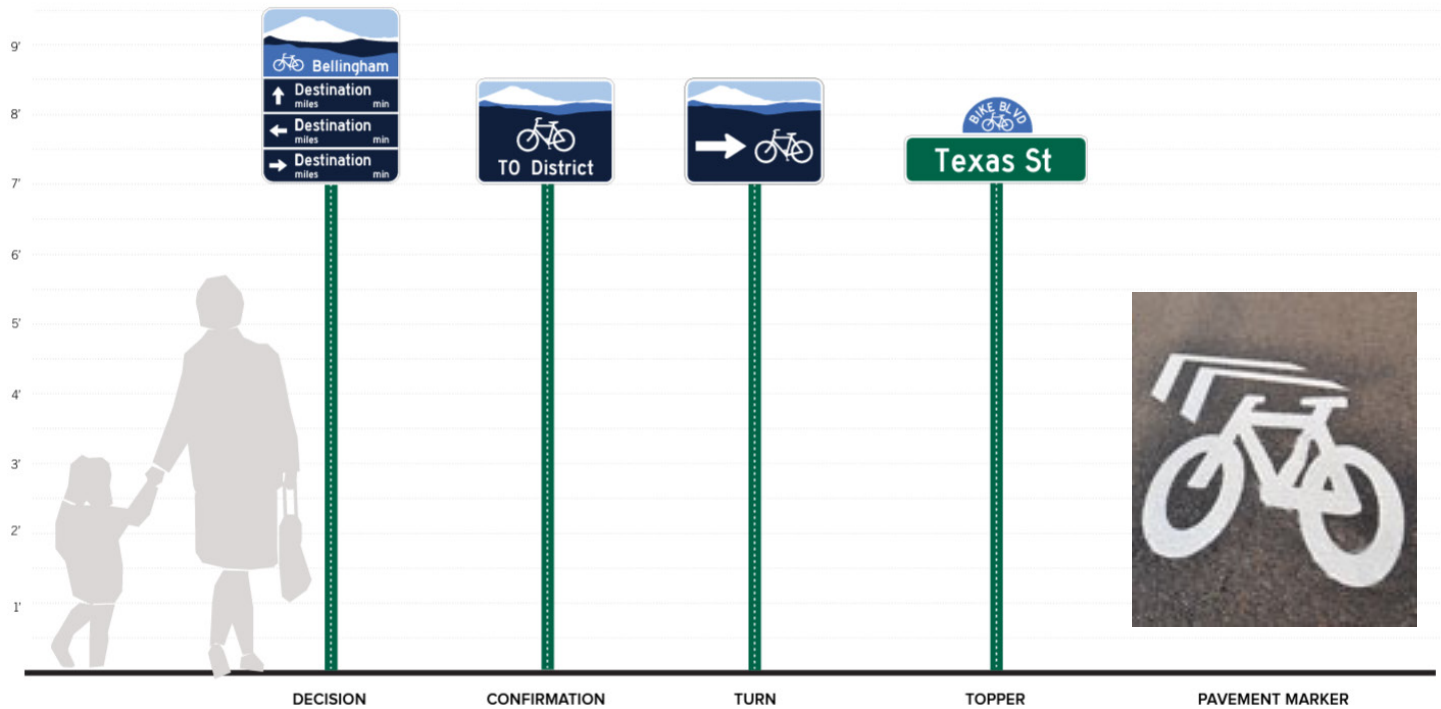 9'
8'
7'
6'
5'
4'
3'
2'
1'
Bellingham
Destination
miles min
Destination
miles min
Destination
miles min
TO District
BIKE BLVD
Texas St
DECISION
CONFIRMATION
TURN
TOPPER
PAVEMENT MARKER